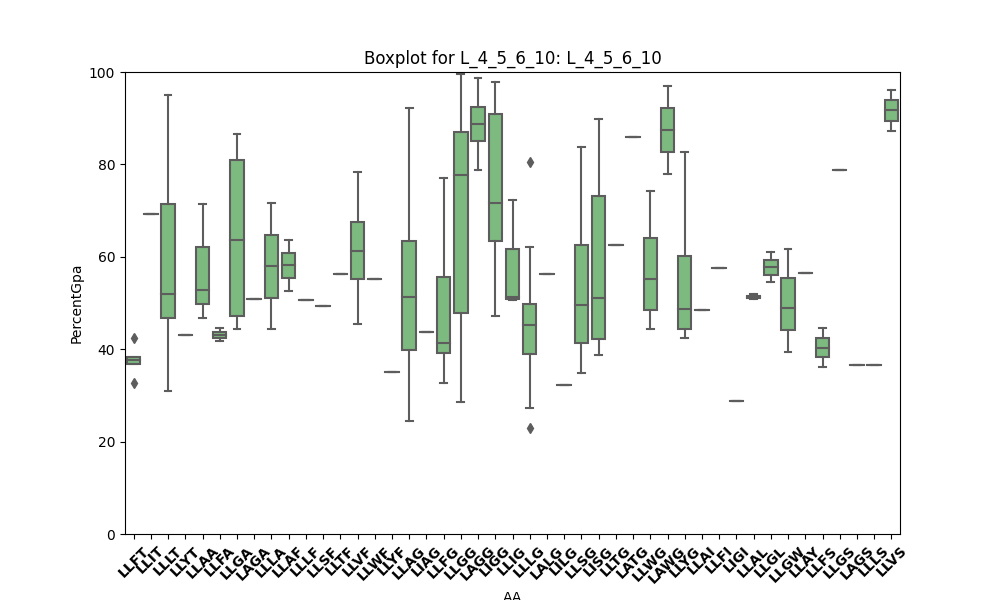 Boxplot for L_4_5_6_10: L_4_5_6_10
PercentGpa
100
80
60
40
20
0
LLFT LLIT LLLT LLYT LLAA LLFA LLGA LAGA LLLA LLAF LLLF LLSF LLTF LLVF LLWF LLYF LLAG LIAG LLFG LLGG LAGG LIGG LLIG LLLG LALG LILG LLSG LISG LLTG LATG LLWG LAWG LLYG LLAI LLFI LIGI LLAL LLGL LLGW LLAY LLFS LLGS LAGS LLLS LLVS
AA